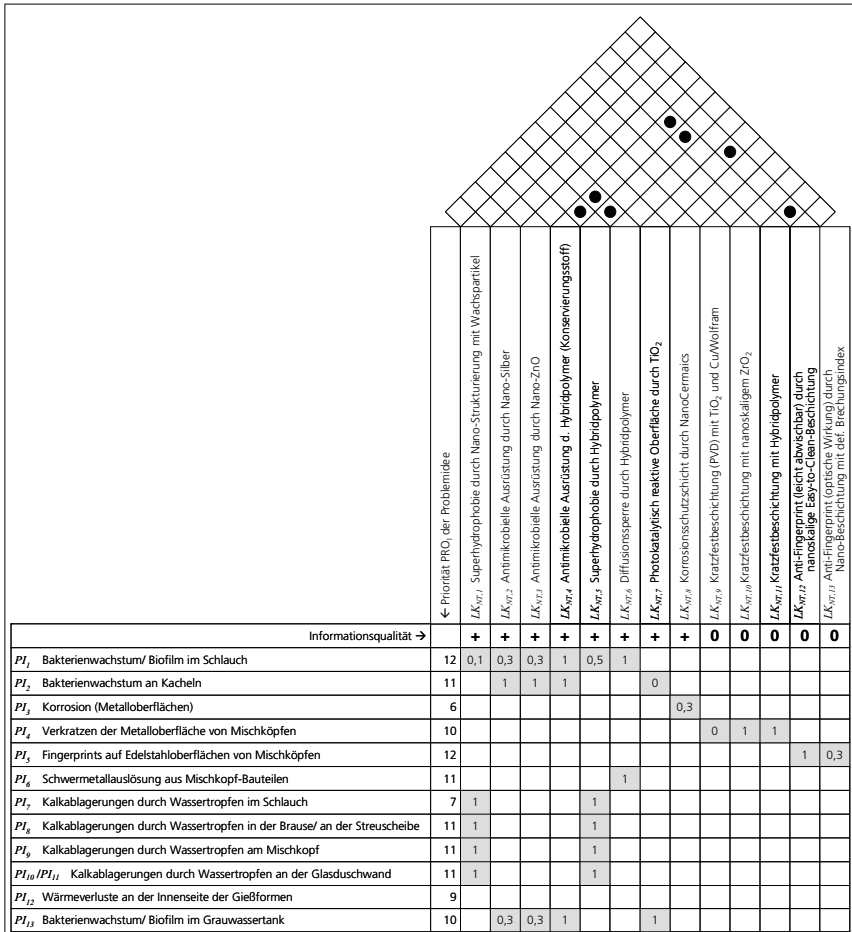 ← Priorität PRO_i der Problemidee
LK_NT,1 Superhydrophobie durch Nano-Strukturierung mit Wachspartikel
LK_NT,2 Antimikrobielle Ausrüstung durch Nano-Silber
LK_NT,3 Antimikrobielle Ausrüstung durch Nano-ZnO
LK_NT,4 Antimikrobielle Ausrüstung d. Hybridpolymer (Konservierungsstoff)
LK_NT,5 Superhydrophobie durch Hybridpolymer
LK_NT,6 Diffusionssperre durch Hybridpolymer
LK_NT,7 Photokatalytisch reaktive Oberfläche durch TiO₂
LK_NT,8 Korrosionsschutzschicht durch NanoCermaics
LK_NT,9 Kratzfestbeschichtung (PVD) mit TiO₂ und Cu/Wolfram
LK_NT,10 Kratzfestbeschichtung mit nanoskaligem ZrO₂
LK_NT,11 Kratzfestbeschichtung mit Hybridpolymer
LK_NT,12 Anti-Fingerprint (leicht abwischbar) durch
nanoskalige Easy-to-Clean-Beschichtung
LK_NT,13 Anti-Fingerprint (optische Wirkung) durch
Nano-Beschichtung mit def. Brechungsindex
Informationsqualität → + + + + + + + + 0 0 0 0 0
PI₁ Bakterienwachstum/ Biofilm im Schlauch 12 0,1 0,3 0,3 1 0,5 1
PI₂ Bakterienwachstum an Kacheln 11 1 1 1 0
PI₃ Korrosion (Metalloberflächen) 6 0,3
PI₄ Verkratzen der Metalloberfläche von Mischköpfen 10 0 1 1
PI₅ Fingerprints auf Edelstahloberflächen von Mischköpfen 12 1 0,3
PI₆ Schwermetallauslösung aus Mischkopf-Bauteilen 11 1
PI₇ Kalkablagerungen durch Wassertropfen im Schlauch 7 1 1
PI₈ Kalkablagerungen durch Wassertropfen in der Brause/ an der Streuscheibe 11 1 1
PI₉ Kalkablagerungen durch Wassertropfen am Mischkopf 11 1 1
PI₁₀/PI₁₁ Kalkablagerungen durch Wassertropfen an der Glasduschwand 11 1 1
PI₁₂ Wärmeverluste an der Innenseite der Gießformen 9
PI₁₃ Bakterienwachstum/ Biofilm im Grauwassertank 10 0,3 0,3 1 1